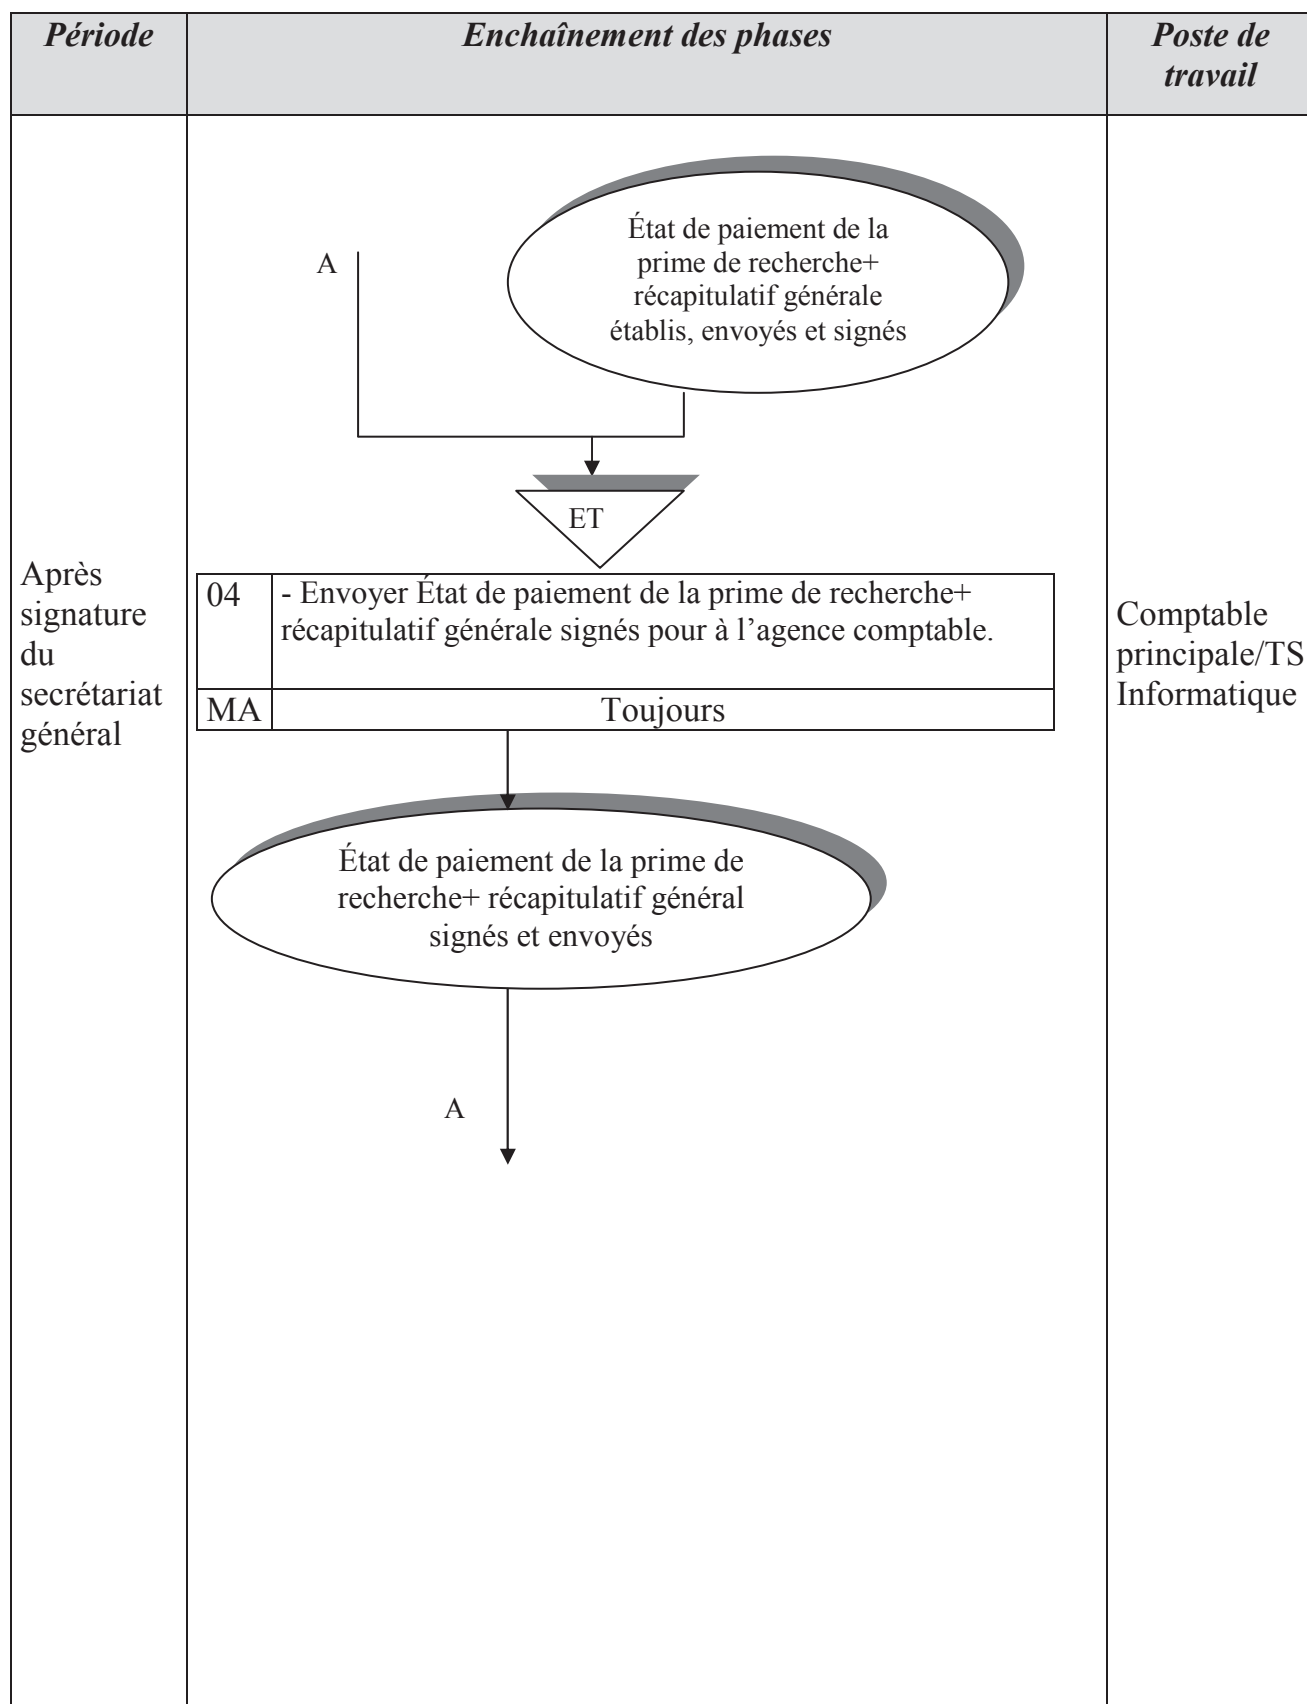 Période
Enchaînement des phases
Poste de
travail
État de paiement de la
prime de recherche+
récapitulatif générale
établis, envoyés et signés
A
ET
Après
signature
du
secrétariat
général
04
- Envoyer État de paiement de la prime de recherche+
récapitulatif générale signés pour à l’agence comptable.
MA
Toujours
Comptable
principale/TS
Informatique
État de paiement de la prime de
recherche+ récapitulatif général
signés et envoyés
A